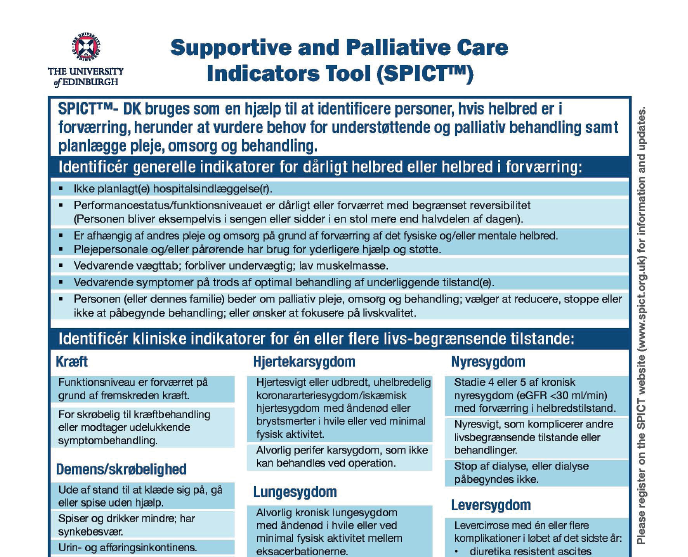 THE UNIVERSITY
of EDINBURGH
Supportive and Palliative Care
Indicators Tool (SPICT™)
SPICT™- DK bruges som en hjælp til at identificere personer, hvis helbred er i
forværring, herunder at vurdere behov for understøttende og palliativ behandling samt
planlægge pleje, omsorg og behandling.
Identificér generelle indikatorer for dårligt helbred eller helbred i forværring:
▪ Ikke planlagt(e) hospitalsindlæggelse(r).
▪ Performancestatus/funktionsniveauet er dårligt eller forværret med begrænset reversibilitet
(Personen bliver eksempelvis i sengen eller sidder i en stol mere end halvdelen af dagen).
▪ Er afhængig af andres pleje og omsorg på grund af forværring af det fysiske og/eller mentale helbred.
▪ Plejepersonale og/eller pårørende har brug for yderligere hjælp og støtte.
▪ Vedvarende vægttab; forbliver undervægtig; lav muskelmasse.
▪ Vedvarende symptomer på trods af optimal behandling af underliggende tilstand(e).
▪ Personen (eller dennes familie) beder om palliativ pleje, omsorg og behandling; vælger at reducere, stoppe eller
ikke at påbegynde behandling; eller ønsker at fokusere på livskvalitet.
Identificér kliniske indikatorer for én eller flere livs-begrænsende tilstande:
Kræft
Funktionsniveau er forværret på
grund af fremskreden kræft.
For skrøbelig til kræftbehandling
eller modtager udelukkende
symptombehandling.
Demens/skrøbelighed
Ude af stand til at klæde sig på, gå
eller spise uden hjælp.
Spiser og drikker mindre; har
synkebesvær.
Urin- og afføringsinkontinens.
Hjertekarsygdom
Hjertesvigt eller udbredt, uhelbredelig
koronararteriesygdom/iskæmisk
hjertesygdom med åndenød eller
brystsmerter i hvile eller ved minimal
fysisk aktivitet.
Alvorlig perifer karsygdom, som ikke
kan behandles ved operation.
Lungesygdom
Alvorlig kronisk lungesygdom
med åndenød i hvile eller ved
minimal fysisk aktivitet mellem
eksacerbationerne.
Nyresygdom
Stadie 4 eller 5 af kronisk
nyresygdom (eGFR <30 ml/min)
med forværring i helbredstilstand.
Nyresvigt, som komplicerer andre
livsbegrænsende tilstande eller
behandlinger.
Stop af dialyse, eller dialyse
påbegyndes ikke.
Leversygdom
Levercirrose med én eller flere
komplikationer i løbet af det sidste år:
• diuretika resistent ascites
Please register on the SPICT website (www.spict.org.uk) for information and updates.